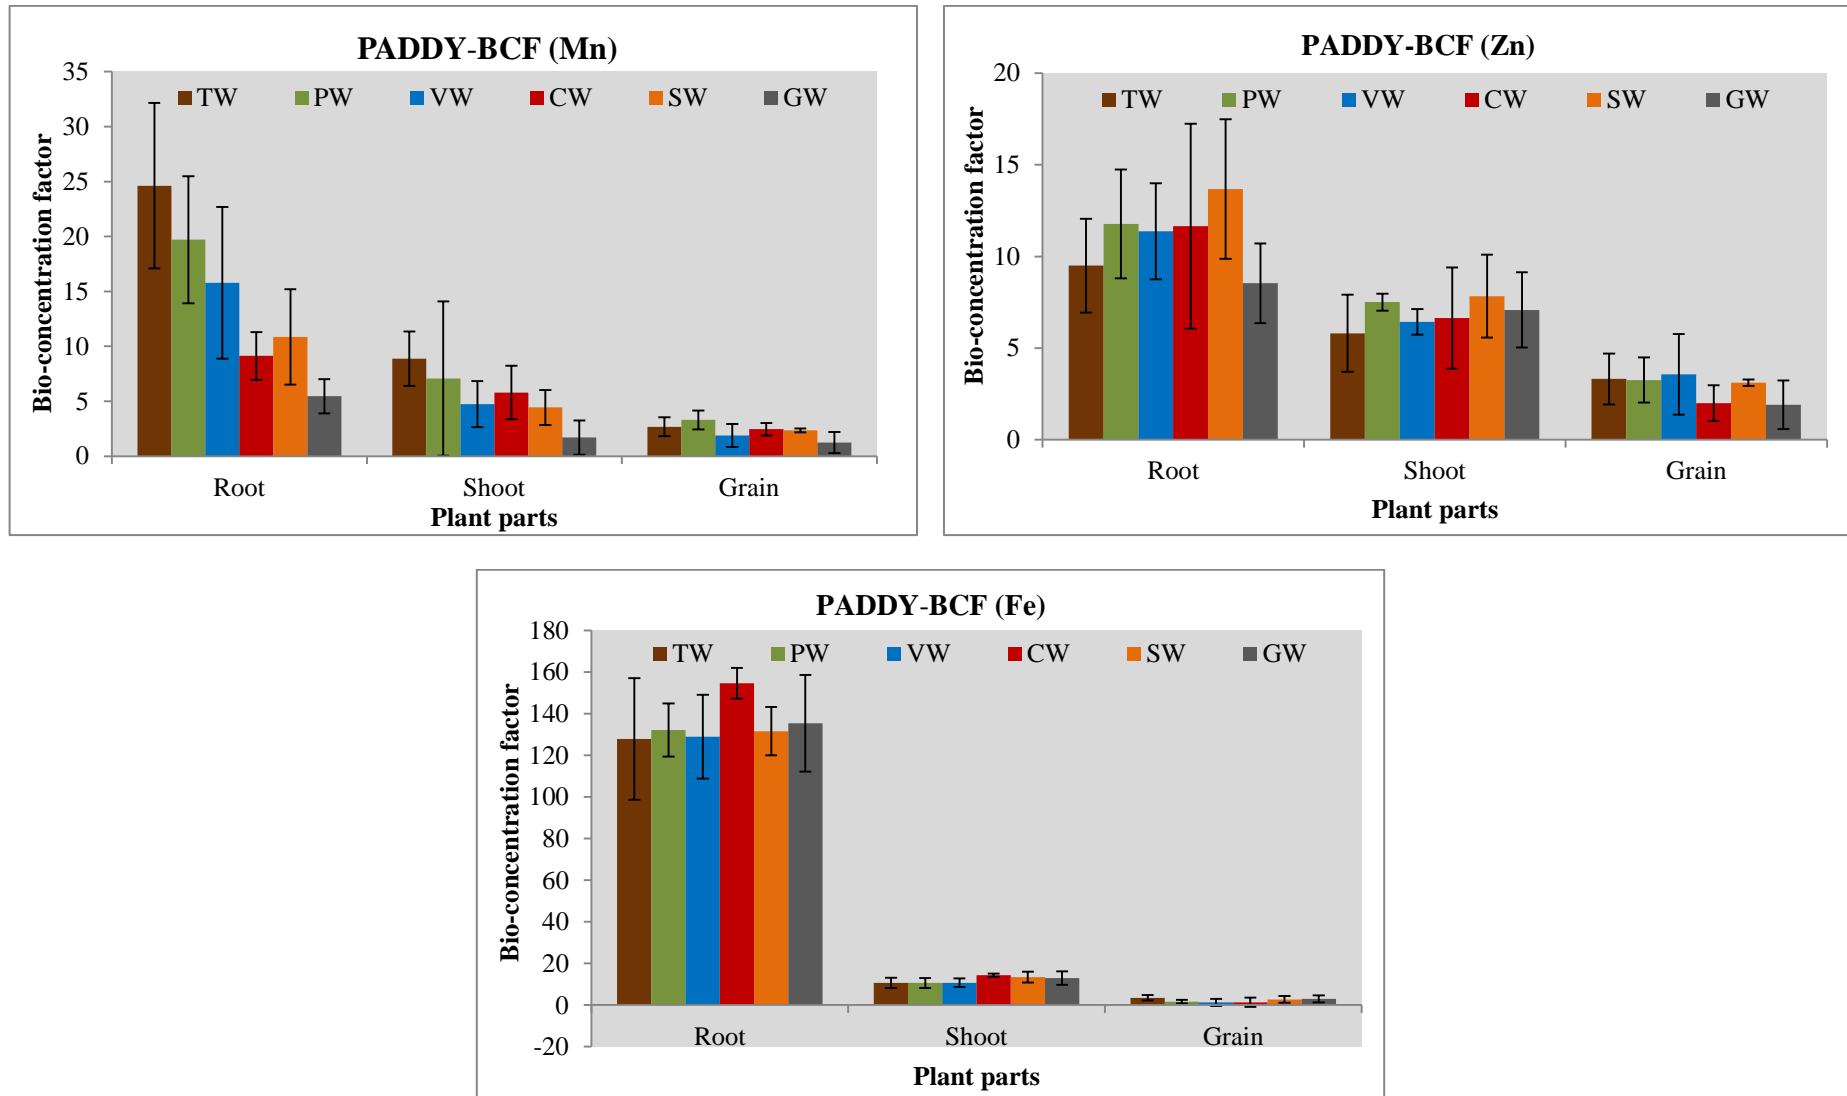 PADDY-BCF (Mn)
Bio-concentration factor
35
30
25
20
15
10
5
0
TW PW VW CW SW GW
Root Shoot Grain
Plant parts
PADDY-BCF (Zn)
Bio-concentration factor
20
15
10
5
0
TW PW VW CW SW GW
Root Shoot Grain
Plant parts
PADDY-BCF (Fe)
Bio-concentration factor
180
160
140
120
100
80
60
40
20
0
-20
TW PW VW CW SW GW
Root Shoot Grain
Plant parts